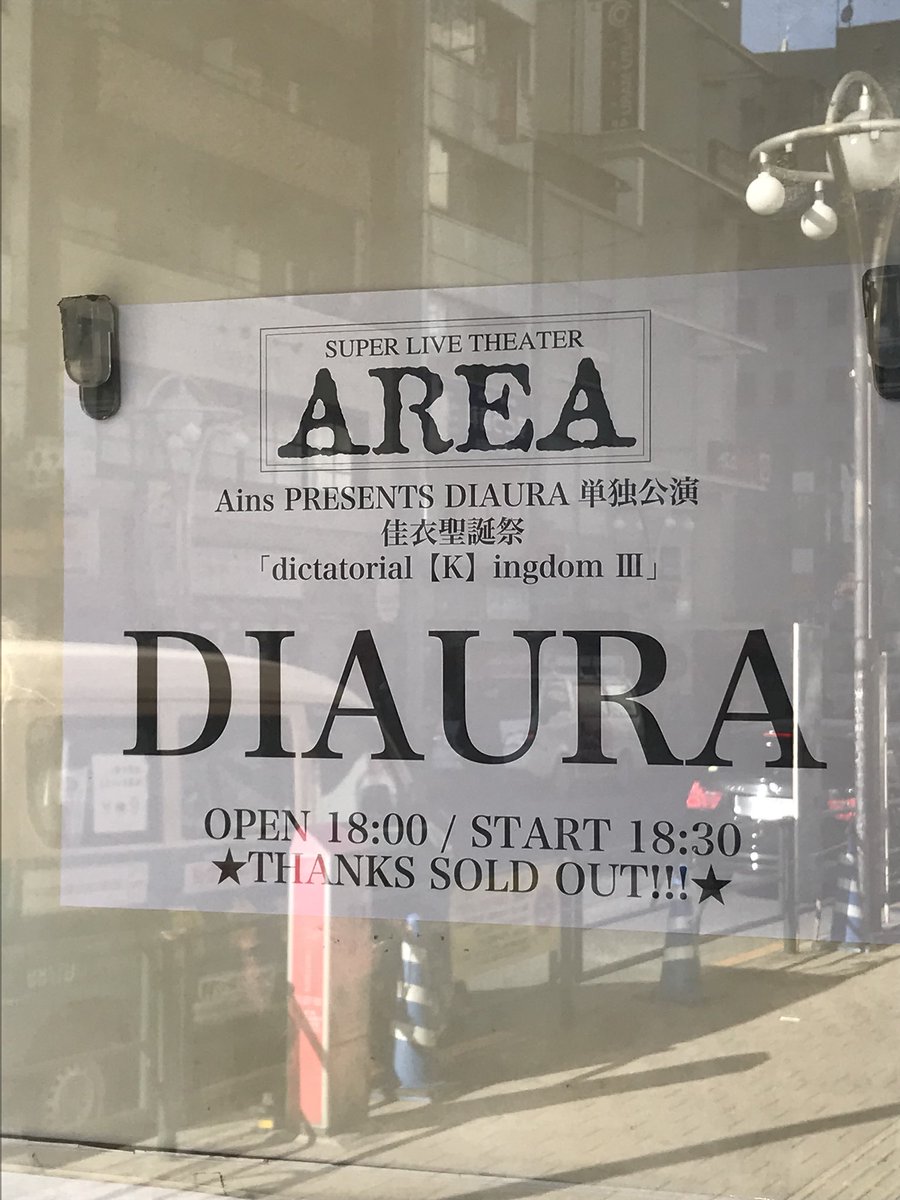 SUPER LIVE THEATER
AREA
Ains PRESENTS DIAURA 単独公演
佳衣聖誕祭
「dictatorial【K】ingdom Ⅲ」
DIAURA
OPEN 18:00 / START 18:30
★THANKS SOLD OUT!!!★